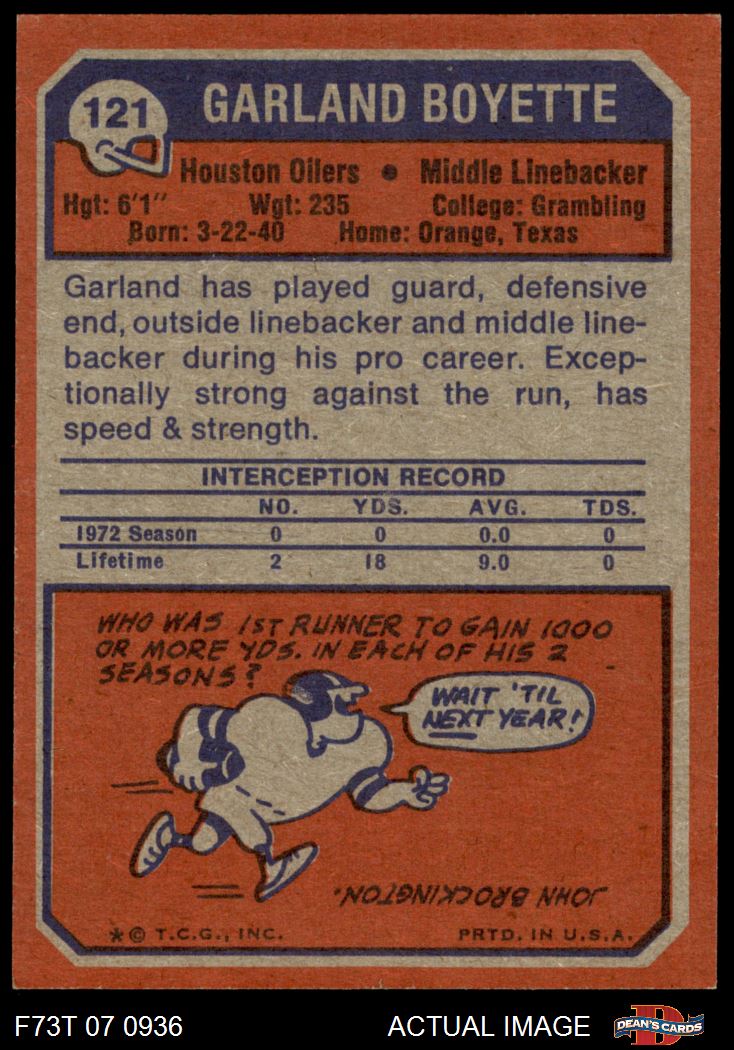 121
GARLAND BOYETTE
Houston Oilers • Middle Linebacker
Hgt: 6'1" Wgt: 235 College: Grambling
Born: 3-22-40 Home: Orange, Texas
Garland has played guard, defensive
end, outside linebacker and middle line-
backer during his pro career. Excep-
tionally strong against the run, has
speed & strength.
INTERCEPTION RECORD
NO. YDS. AVG. TDS.
1972 Season 0 0 0.0 0
Lifetime 2 18 9.0 0
WHO WAS 1ST RUNNER TO GAIN 1000
OR MORE YDS. IN EACH OF HIS 2
SEASONS?
WAIT 'TIL
NEXT YEAR!
JOHN BROCKINGTON.
*© T.C.G., INC. PRTD. IN U.S.A.
F73T 07 0936 ACTUAL IMAGE
D
DEAN'S CARDS